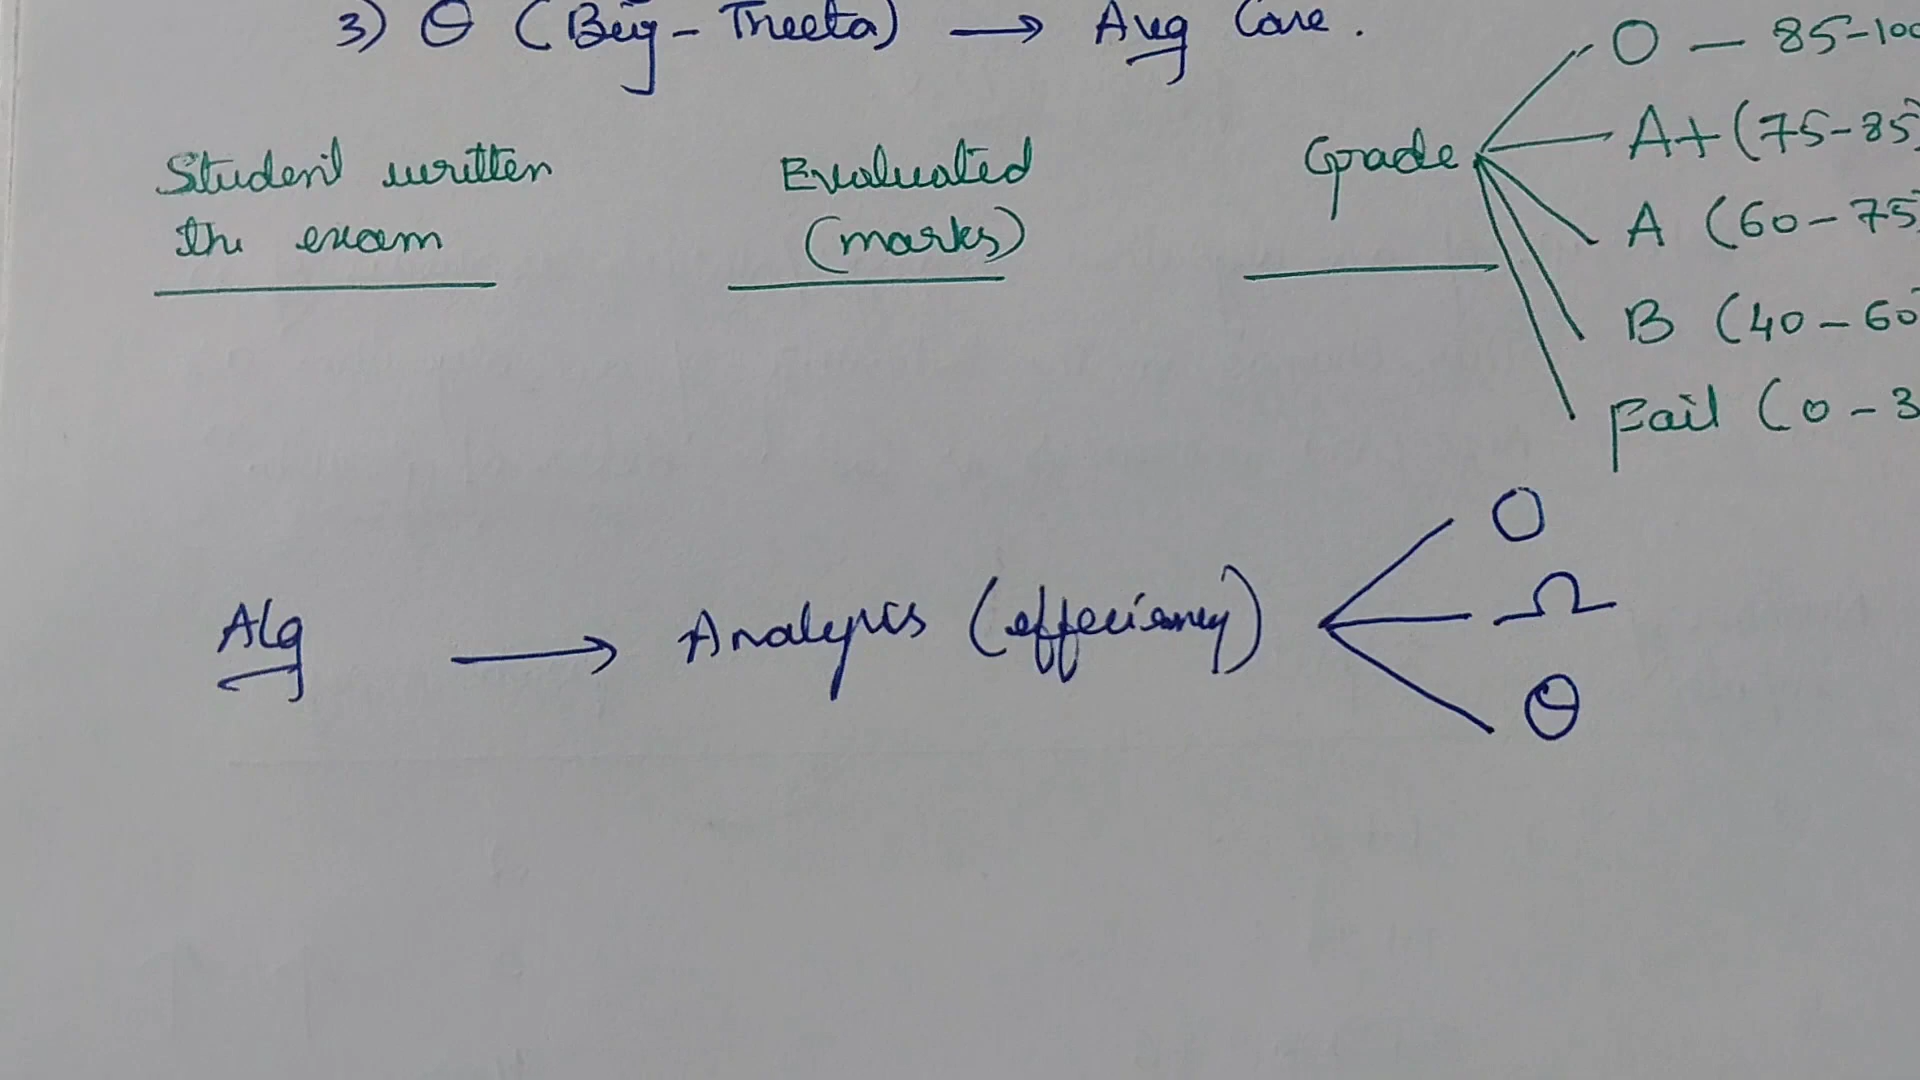 3) Θ (Big - Theeta) → Avg Case.
Student written
the exam
Evaluated
(marks)
Grade
O - 85-100
A+ (75-85)
A (60-75)
B (40-60)
Fail (0-3
Alg → Analysis (effeciency)
O
Ω
Θ